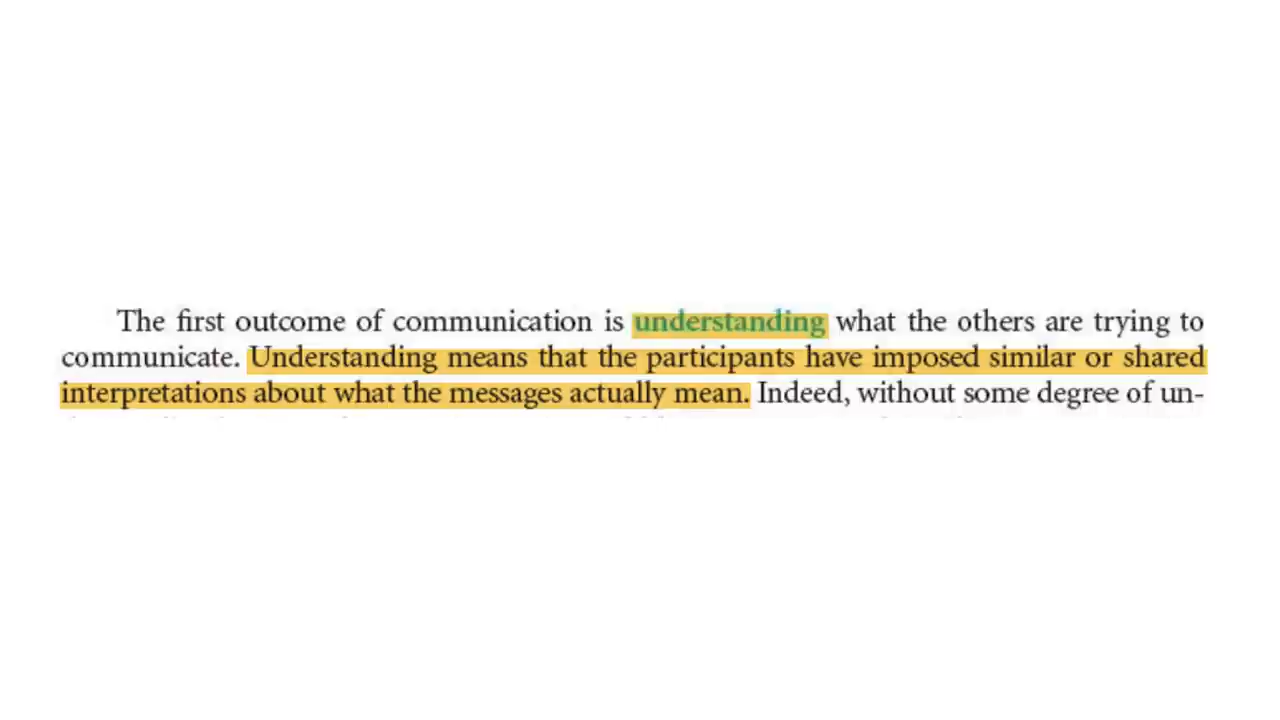 The first outcome of communication is understanding what the others are trying to
communicate. Understanding means that the participants have imposed similar or shared
interpretations about what the messages actually mean. Indeed, without some degree of un-